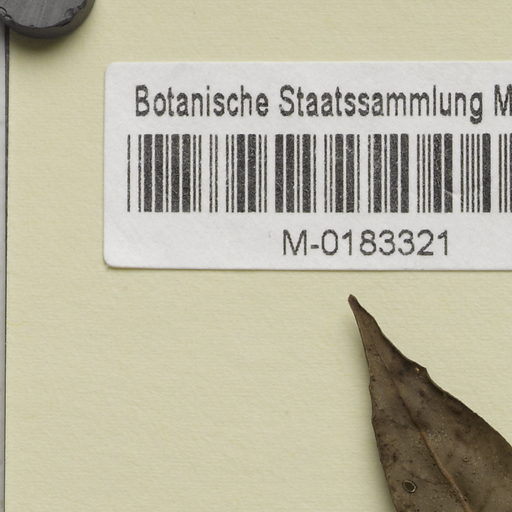 Botanische Staatssammlung M
M-0183321